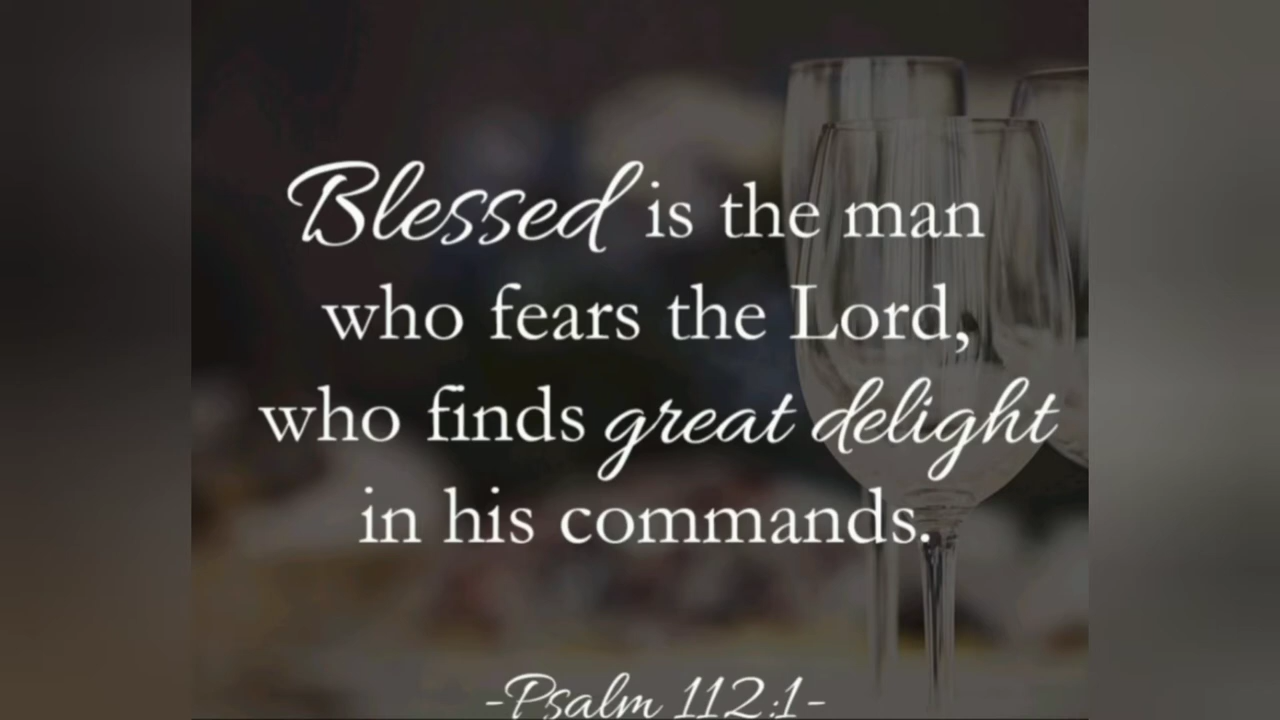 Blessed is the man
who fears the Lord,
who finds great delight
in his commands.
-Psalm 112:1-